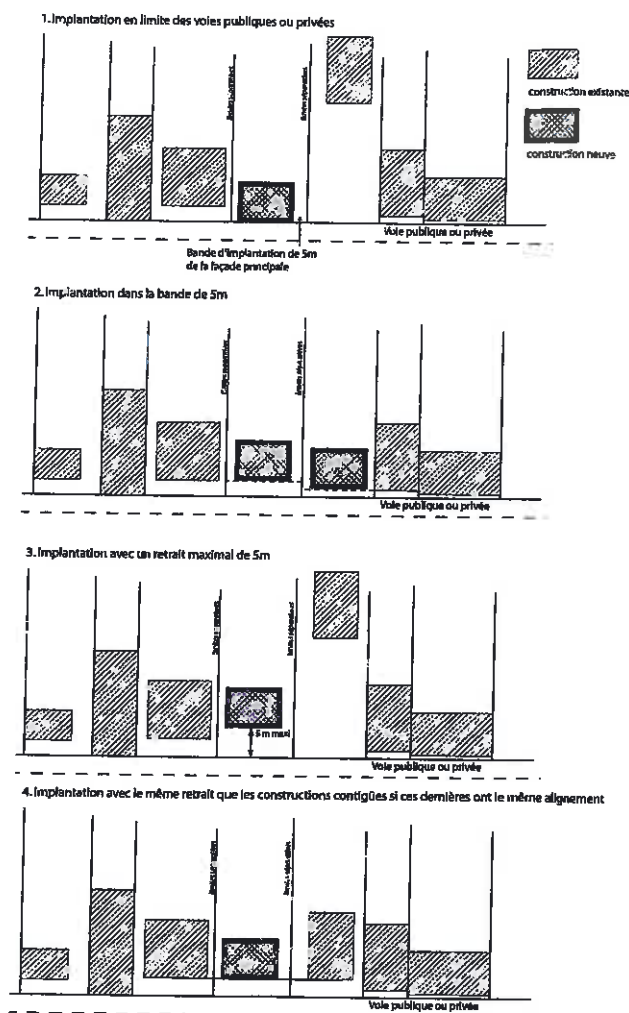 1. Implantation en limite des voies publiques ou privées
construction existante
construction neuve
Voie publique ou privée
Bande d'implantation de 5m
de la façade principale
2. Implantation dans la bande de 5m
Voie publique ou privée
3. Implantation avec un retrait maximal de 5m
5 m maxi
Voie publique ou privée
4. Implantation avec le même retrait que les constructions contigües si ces dernières ont le même alignement
Voie publique ou privée